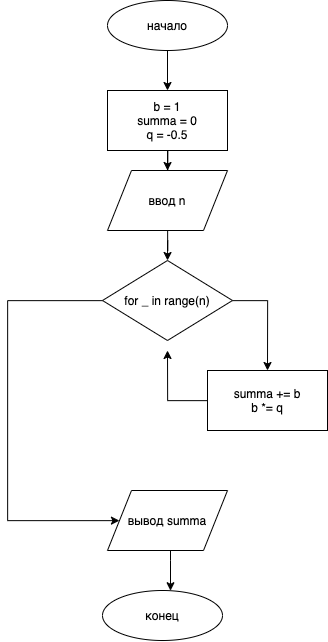 начало
b = 1
summa = 0
q = -0.5
ввод n
for _ in range(n)
summa += b
b *= q
вывод summa
конец